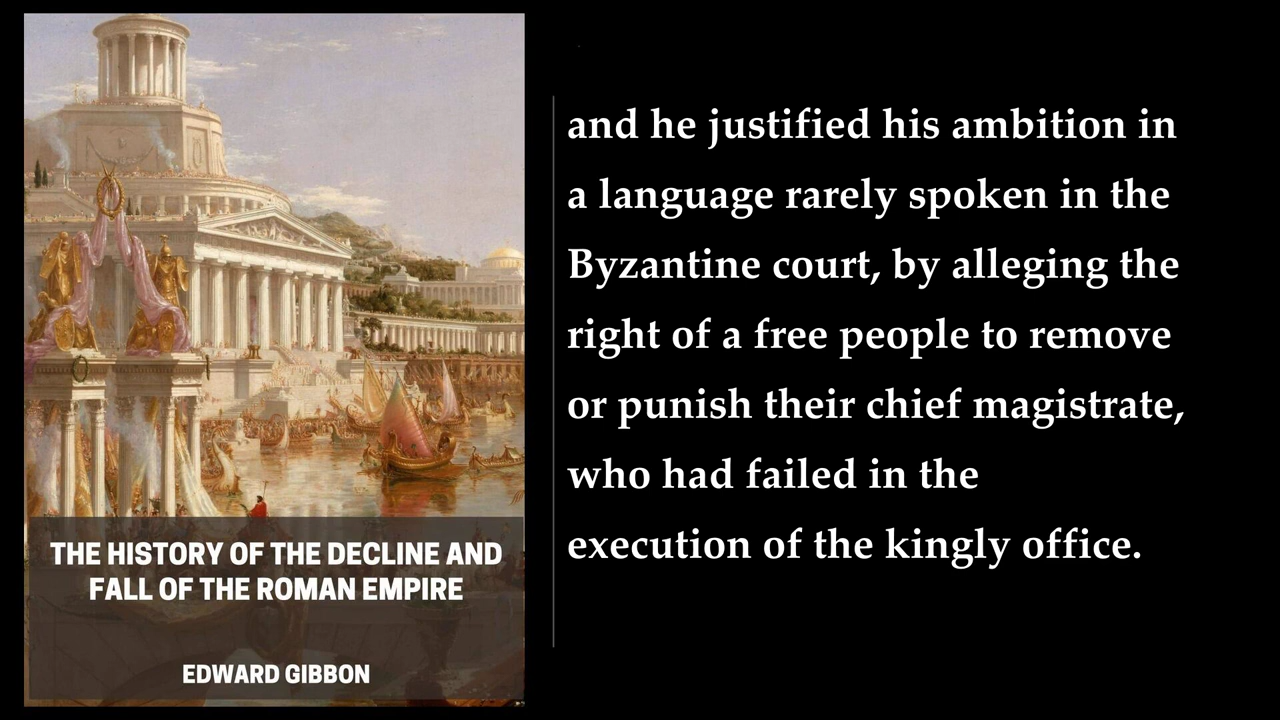 THE HISTORY OF THE DECLINE AND
FALL OF THE ROMAN EMPIRE
EDWARD GIBBON
and he justified his ambition in
a language rarely spoken in the
Byzantine court, by alleging the
right of a free people to remove
or punish their chief magistrate,
who had failed in the
execution of the kingly office.